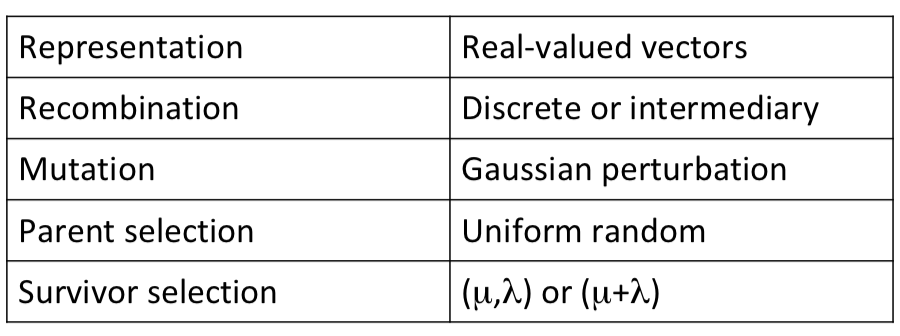 Representation Real-valued vectors
Recombination Discrete or intermediary
Mutation Gaussian perturbation
Parent selection Uniform random
Survivor selection (μ,λ) or (μ+λ)